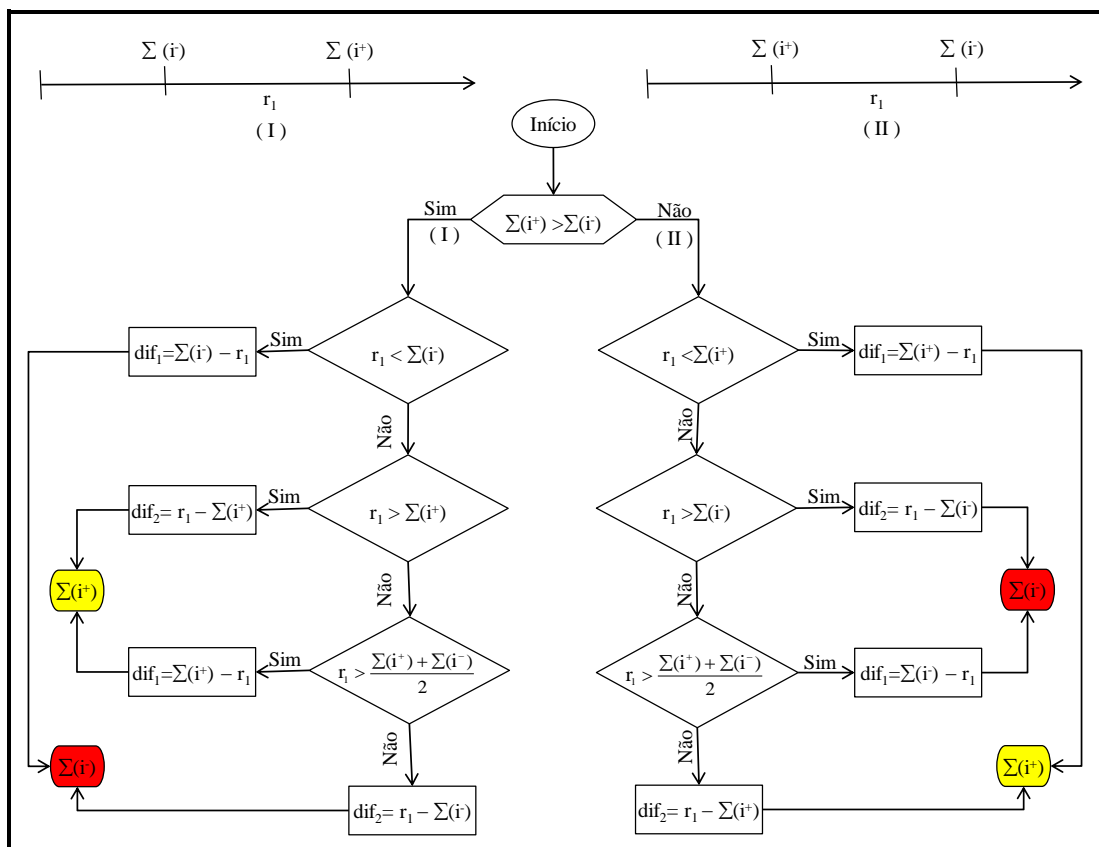 ∑ (i⁻) ∑ (i⁺)
r₁
( I )
∑ (i⁺) ∑ (i⁻)
r₁
( II )
Início
∑(i⁺) >∑(i⁻)
Sim
( I )
Não
( II )
r₁ < ∑(i⁻)
Sim
dif₁=∑(i⁻) – r₁
Não
r₁ > ∑(i⁺)
Sim
dif₂= r₁ – ∑(i⁺)
∑(i⁺)
Não
r₁ > (∑(i⁺) + ∑(i⁻))/2
Sim
dif₁=∑(i⁺) – r₁
Não
∑(i⁻)
dif₂= r₁ – ∑(i⁻)
r₁ <∑(i⁺)
Sim
dif₁=∑(i⁺) – r₁
Não
r₁ >∑(i⁻)
Sim
dif₂= r₁ – ∑(i⁻)
∑(i⁻)
Não
r₁ > (∑(i⁺) + ∑(i⁻))/2
Sim
dif₁=∑(i⁻) – r₁
Não
∑(i⁺)
dif₂= r₁ – ∑(i⁺)